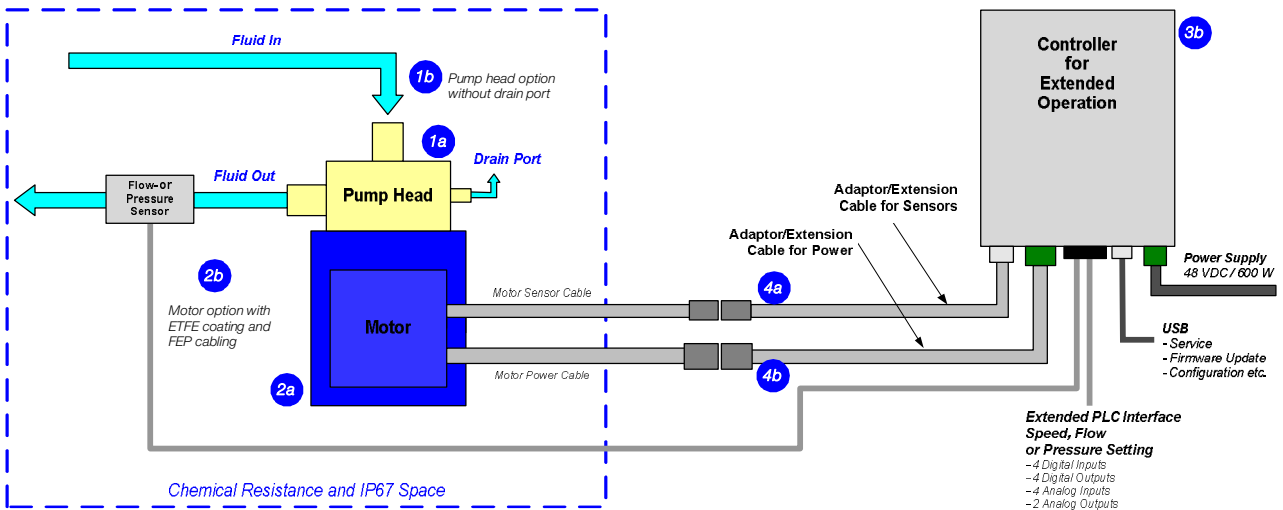 Fluid In
1b
Pump head option
without drain port
1a
Drain Port
Pump Head
Fluid Out
Flow-or
Pressure
Sensor
2b
Motor option with
ETFE coating and
FEP cabling
Motor
2a
Motor Sensor Cable
Motor Power Cable
Chemical Resistance and IP67 Space
4a
4b
Adaptor/Extension
Cable for Sensors
Adaptor/Extension
Cable for Power
Controller
for
Extended
Operation
3b
Power Supply
48 VDC / 600 W
USB
- Service
- Firmware Update
- Configuration etc.
Extended PLC Interface
Speed, Flow
or Pressure Setting
– 4 Digital Inputs
– 4 Digital Outputs
– 4 Analog Inputs
– 2 Analog Outputs